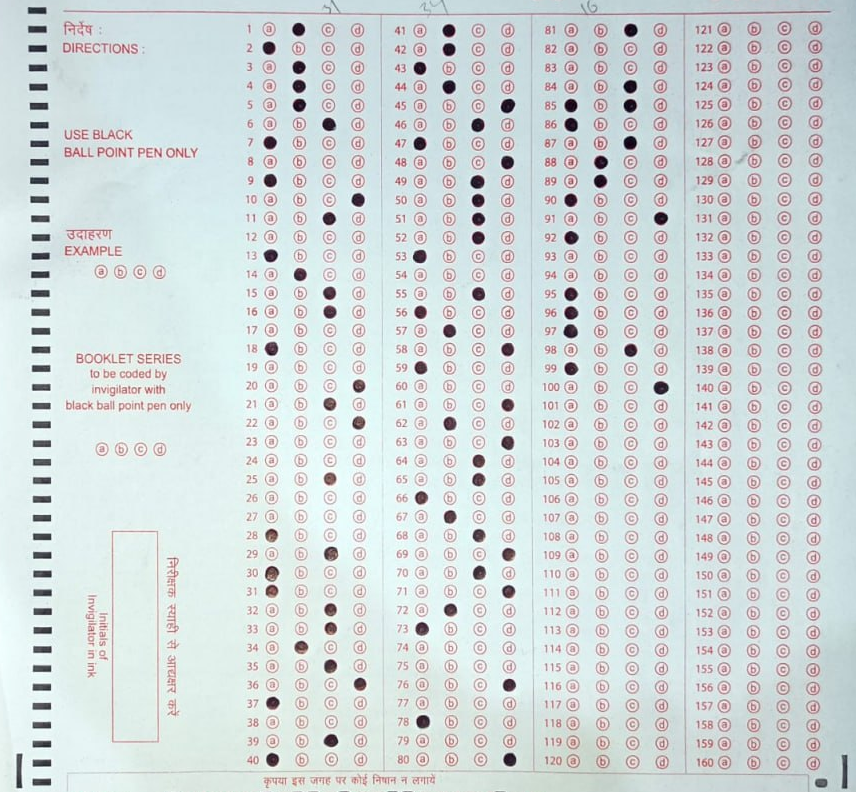 निर्देष :
DIRECTIONS :
USE BLACK
BALL POINT PEN ONLY
उदाहरण
EXAMPLE
a b c d
BOOKLET SERIES
to be coded by
invigilator with
black ball point pen only
a b c d
Initials of
Invigilator in ink
निरीक्षक स्याही से आद्यक्षर करें
1 a c d
2 b c d
3 a c d
4 a c d
5 a c d
6 a b d
7 b c d
8 a b c d
9 b c d
10 a b c
11 a b d
12 a b c d
13 b c d
14 a c d
15 a b d
16 a b d
17 a b c d
18 b c d
19 a b c d
20 a b c
21 a b d
22 a b c
23 a b c d
24 a b c d
25 a b d
26 a b c d
27 a b c d
28 b c d
29 a b d
30 b c d
31 b c d
32 a b d
33 a b d
34 a c d
35 a b d
36 a b c
37 b c d
38 a b c d
39 a b d
40 b c d
41 a c d
42 a c d
43 b c d
44 a c d
45 a b c
46 a b d
47 b c d
48 a b c
49 a b d
50 a b d
51 a b d
52 a b d
53 b c d
54 a b c d
55 a b d
56 b c d
57 a c d
58 a b c
59 b c d
60 a b c d
61 a b c
62 a c d
63 a b c
64 a b d
65 a b d
66 b c d
67 a c d
68 a b d
69 a b c
70 a b d
71 a b c
72 a c d
73 b c d
74 a b c d
75 a b c d
76 a b c
77 a b c d
78 b c d
79 a b c d
80 a b c
81 a b d
82 a b c d
83 a b c d
84 a b d
85 b d
86 b c d
87 a b d
88 a c d
89 a c d
90 b c d
91 a b c
92 b c d
93 a b c d
94 a b c d
95 b c d
96 b c d
97 b c d
98 a b d
99 b c d
100 a b c
101 a b c d
102 a b c d
103 a b c d
104 a b c d
105 a b c d
106 a b c d
107 a b c d
108 a b c d
109 a b c d
110 a b c d
111 a b c d
112 a b c d
113 a b c d
114 a b c d
115 a b c d
116 a b c d
117 a b c d
118 a b c d
119 a b c d
120 a b c d
121 a b c d
122 a b c d
123 a b c d
124 a b c d
125 a b c d
126 a b c d
127 a b c d
128 a b c d
129 a b c d
130 a b c d
131 a b c d
132 a b c d
133 a b c d
134 a b c d
135 a b c d
136 a b c d
137 a b c d
138 a b c d
139 a b c d
140 a b c d
141 a b c d
142 a b c d
143 a b c d
144 a b c d
145 a b c d
146 a b c d
147 a b c d
148 a b c d
149 a b c d
150 a b c d
151 a b c d
152 a b c d
153 a b c d
154 a b c d
155 a b c d
156 a b c d
157 a b c d
158 a b c d
159 a b c d
160 a b c d
कृपया इस जगह पर कोई निषान न लगायें